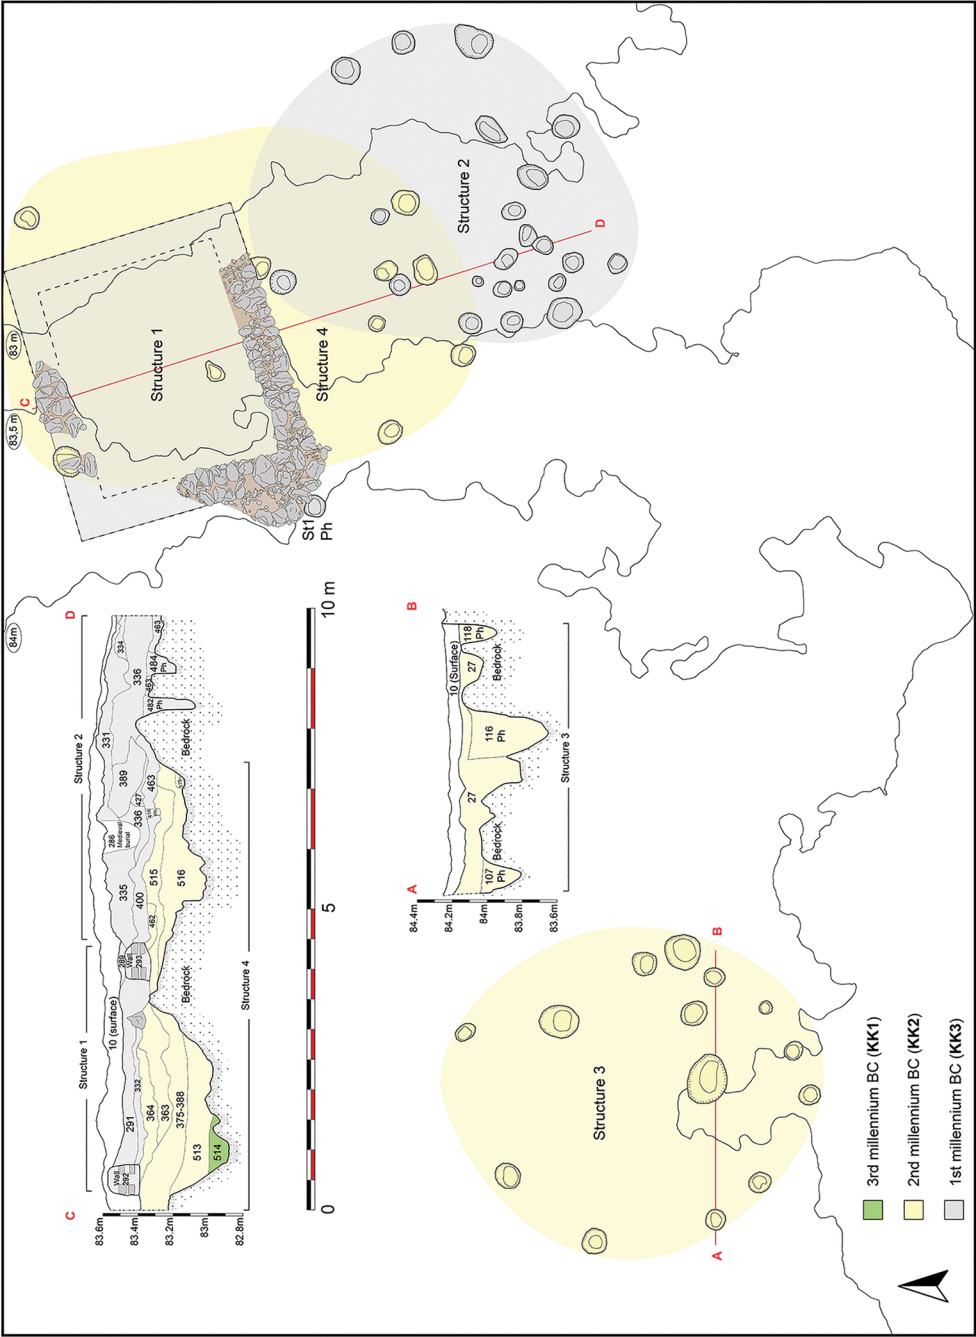 84m
83,5 m
83 m
C
D
Structure 1
Structure 4
Structure 2
St1
Ph
C
D
Structure 1
Structure 2
10 (surface)
Wall
292
291
332
364
363
375-388
513
514
289
Wall
293
335
400
462
515
516
286
Medieval
burial
331
389
427
336
463
334
336
482
Ph
463
484
Ph
463
Bedrock
Bedrock
Structure 4
83.6m
83.4m
83.2m
83m
82.8m
0
5
10 m
A
B
84.4m
84.2m
84m
83.8m
83.6m
10 (Surface)
107
Ph
27
116
Ph
27
118
Ph
Bedrock
Bedrock
Structure 3
Structure 3
A
B
3rd millennium BC (KK1)
2nd millennium BC (KK2)
1st millennium BC (KK3)